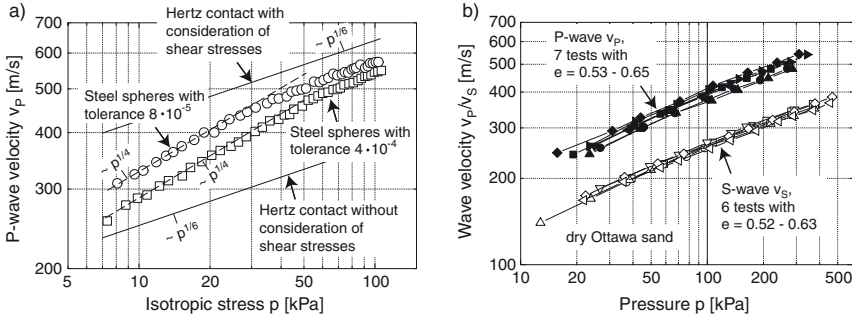 a)
P-wave velocity vP [m/s]
700
600
500
400
300
200
5
10
20
50
100
Isotropic stress p [kPa]
Hertz contact with
consideration of
shear stresses
~ p1/6
Steel spheres with
tolerance 8·10-5
~ p1/4
~ p1/4
Steel spheres with
tolerance 4·10-4
~ p1/6
Hertz contact without
consideration of
shear stresses
b)
Wave velocity vP/vS [m/s]
700
500
400
300
200
100
10
20
50
100
200
500
Pressure p [kPa]
P-wave vP,
7 tests with
e = 0.53 - 0.65
S-wave vS,
6 tests with
e = 0.52 - 0.63
dry Ottawa sand